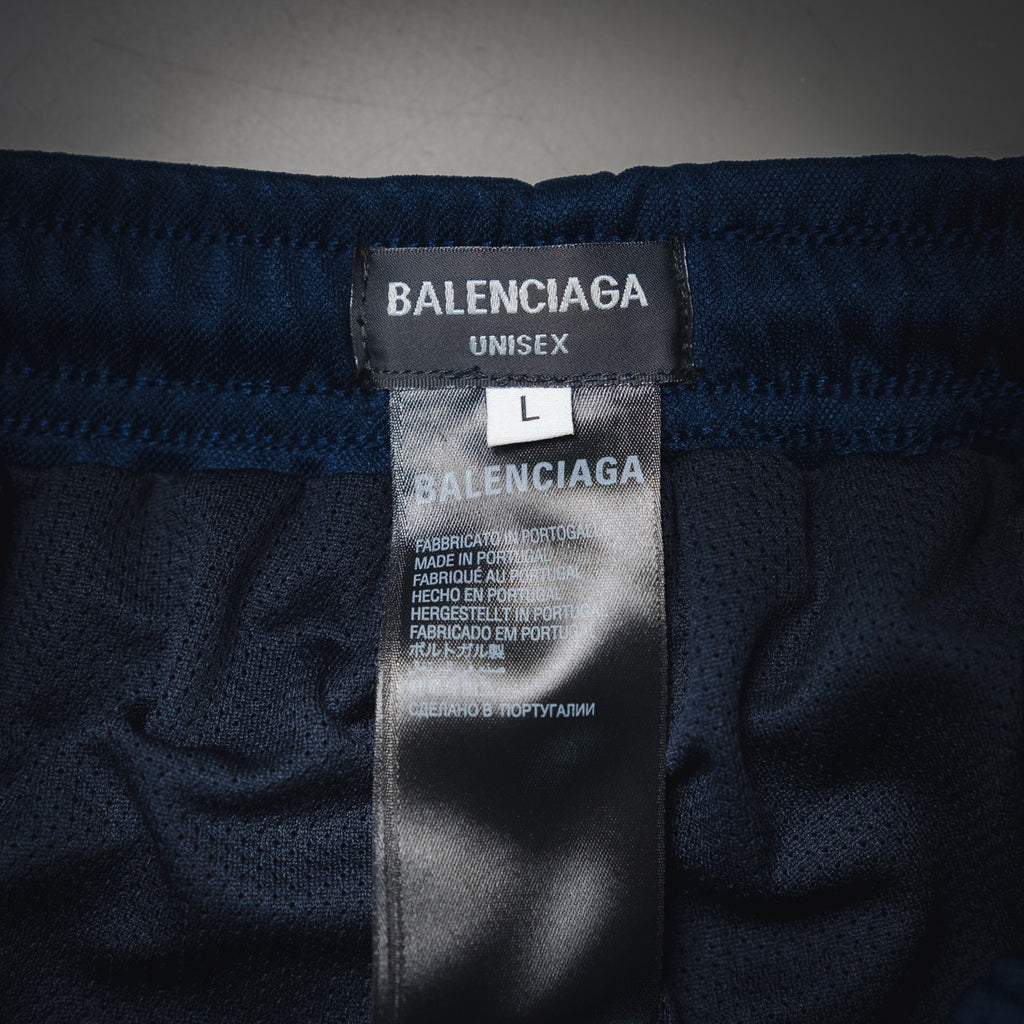 BALENCIAGA
UNISEX
L
BALENCIAGA
FABBRICATO IN PORTOGALLO
MADE IN PORTUGAL
FABRIQUE AU PORTUGAL
HECHO EN PORTUGAL
HERGESTELLT IN PORTUGAL
FABRICADO EM PORTUGAL
ポルトガル製
СДЕЛАНО В ПОРТУГАЛИИ